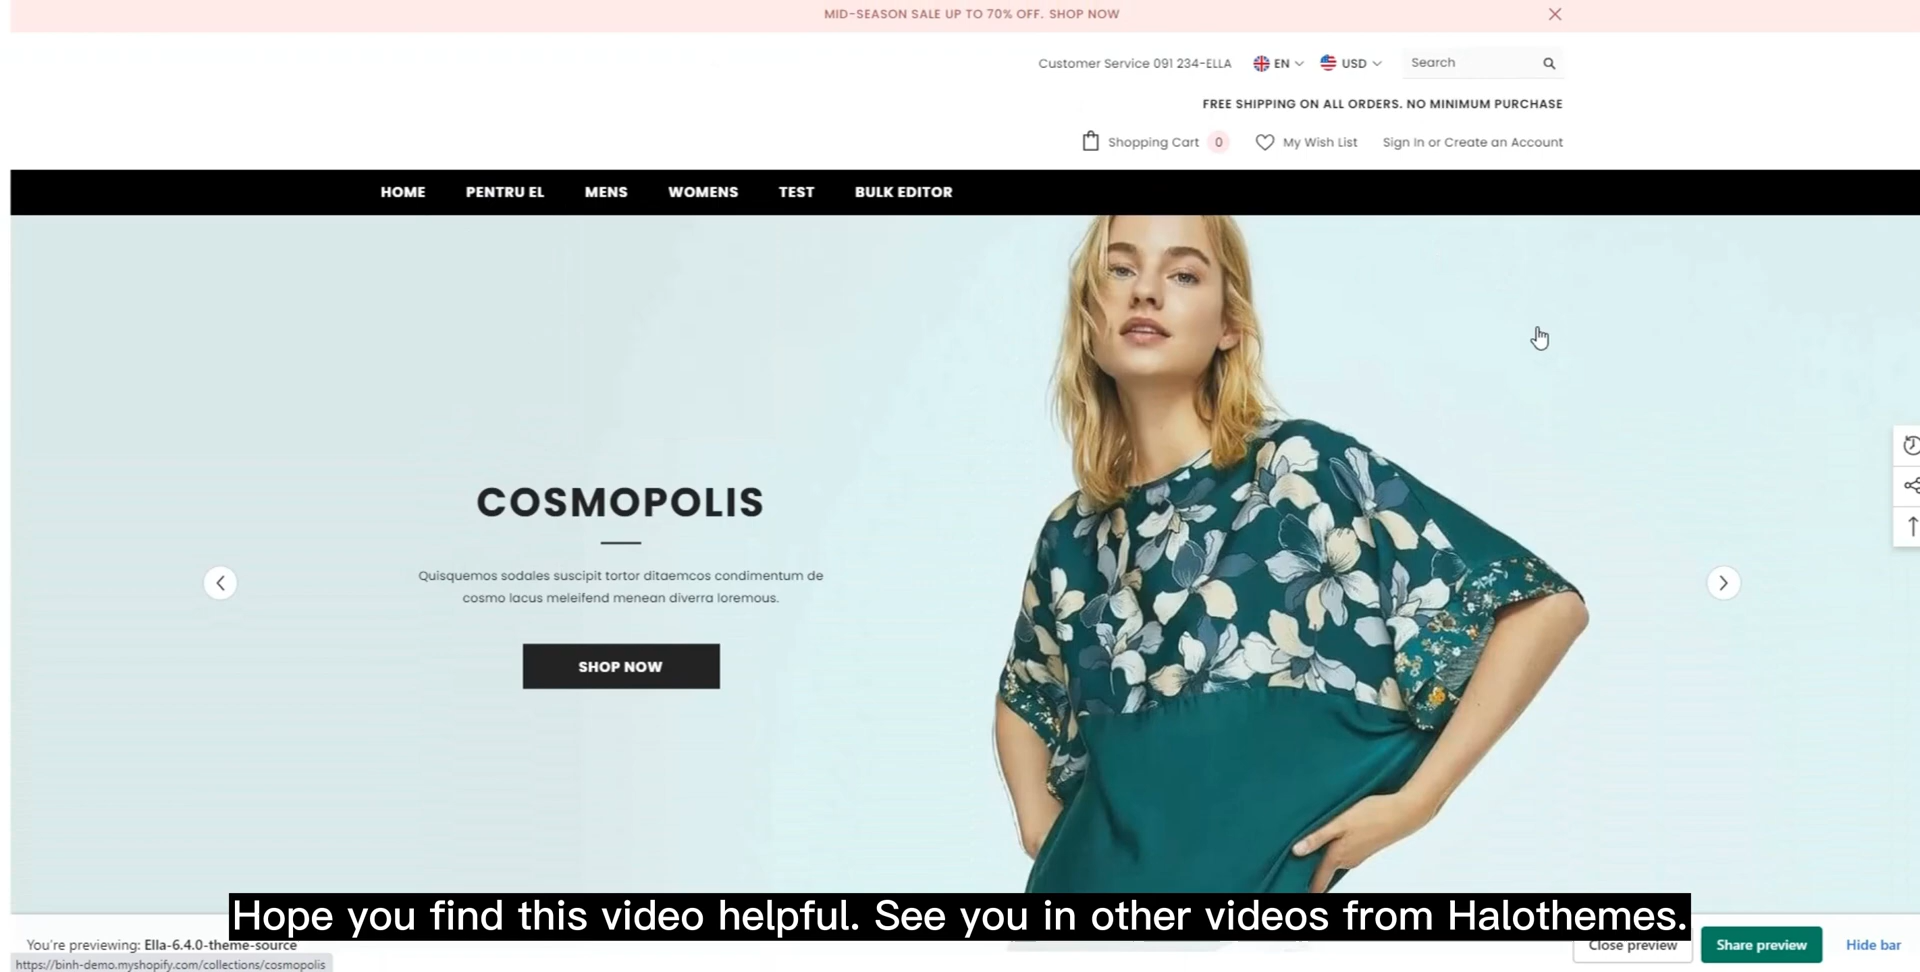 MID-SEASON SALE UP TO 70% OFF. SHOP NOW
Customer Service 091 234-ELLA EN USD Search
FREE SHIPPING ON ALL ORDERS. NO MINIMUM PURCHASE
Shopping Cart 0 My Wish List Sign In or Create an Account
HOME PENTRU EL MENS WOMENS TEST BULK EDITOR
COSMOPOLIS
Quisquemos sodales suscipit tortor ditaemcos condimentum de
cosmo lacus meleifend menean diverra loremous.
SHOP NOW
Hope you find this video helpful. See you in other videos from Halothemes.
You're previewing: Ella-6.4.0-theme-source
Close preview Share preview Hide bar
https://binh-demo.myshopify.com/collections/cosmopolis